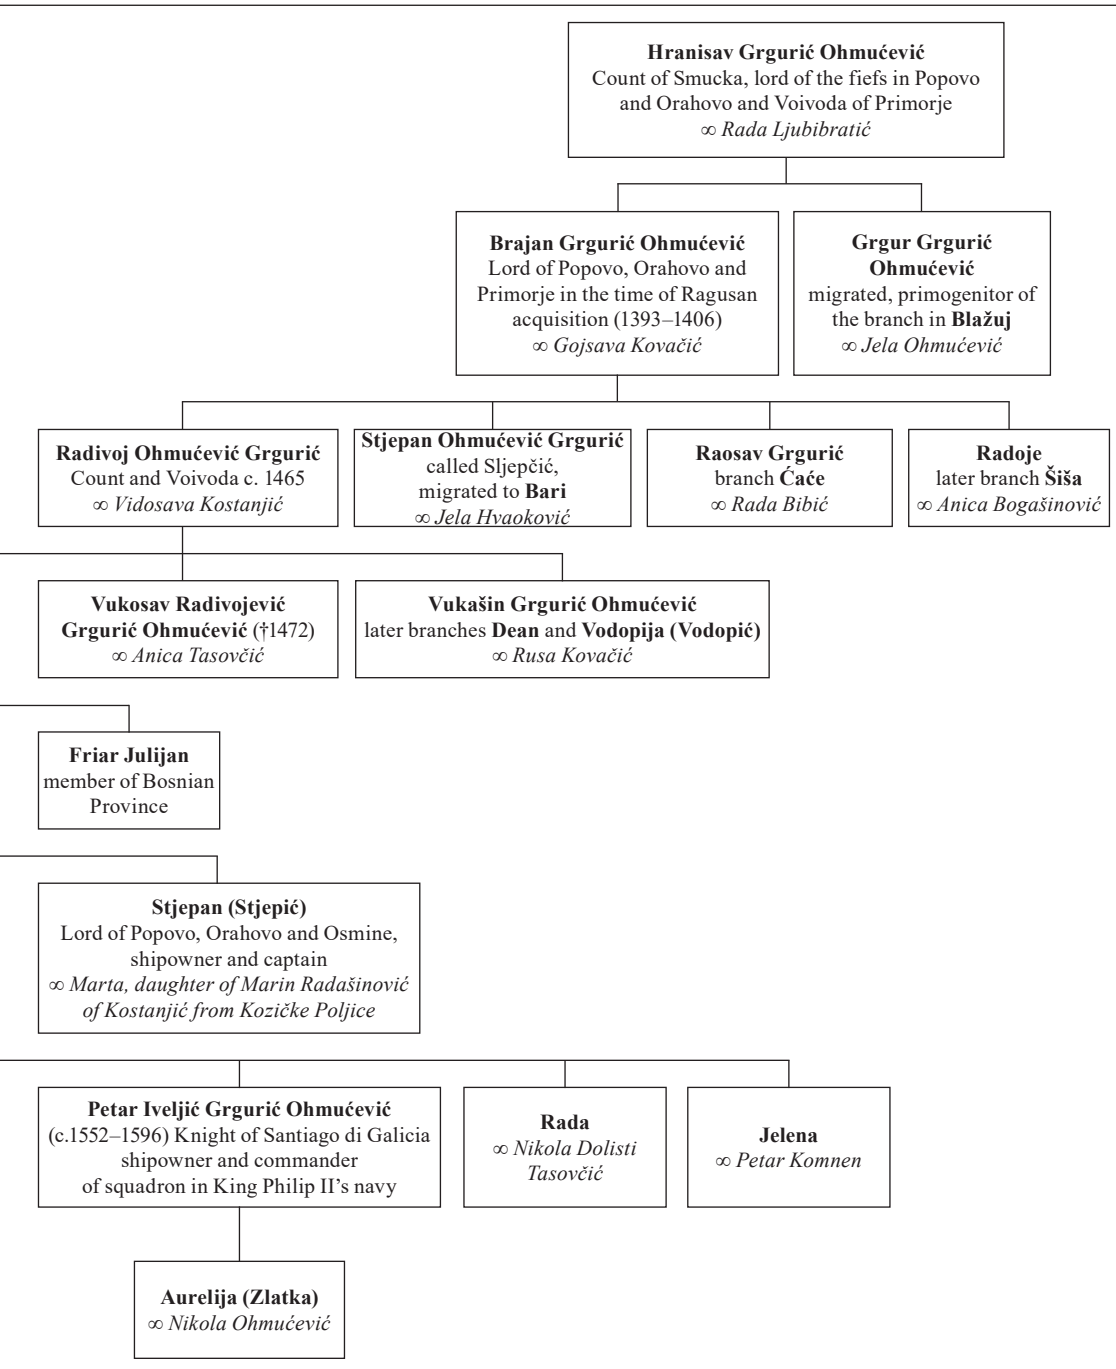 Hranisav Grgurić Ohmućević
Count of Smucka, lord of the fiefs in Popovo
and Orahovo and Voivoda of Primorje
∞ Rada Ljubibratić
Brajan Grgurić Ohmućević
Lord of Popovo, Orahovo and
Primorje in the time of Ragusan
acquisition (1393–1406)
∞ Gojsava Kovačić
Grgur Grgurić
Ohmućević
migrated, primogenitor of
the branch in Blažuj
∞ Jela Ohmućević
Radivoj Ohmućević Grgurić
Count and Voivoda c. 1465
∞ Vidosava Kostanjić
Stjepan Ohmućević Grgurić
called Sljepčić,
migrated to Bari
∞ Jela Hvaoković
Raosav Grgurić
branch Ćaće
∞ Rada Bibić
Radoje
later branch Šiša
∞ Anica Bogašinović
Vukosav Radivojević
Grgurić Ohmućević (†1472)
∞ Anica Tasovčić
Vukašin Grgurić Ohmućević
later branches Dean and Vodopija (Vodopić)
∞ Rusa Kovačić
Friar Julijan
member of Bosnian
Province
Stjepan (Stjepić)
Lord of Popovo, Orahovo and Osmine,
shipowner and captain
∞ Marta, daughter of Marin Radašinović
of Kostanjić from Kozičke Poljice
Petar Iveljić Grgurić Ohmućević
(c.1552–1596) Knight of Santiago di Galicia
shipowner and commander
of squadron in King Philip II’s navy
Rada
∞ Nikola Dolisti
Tasovčić
Jelena
∞ Petar Komnen
Aurelija (Zlatka)
∞ Nikola Ohmućević